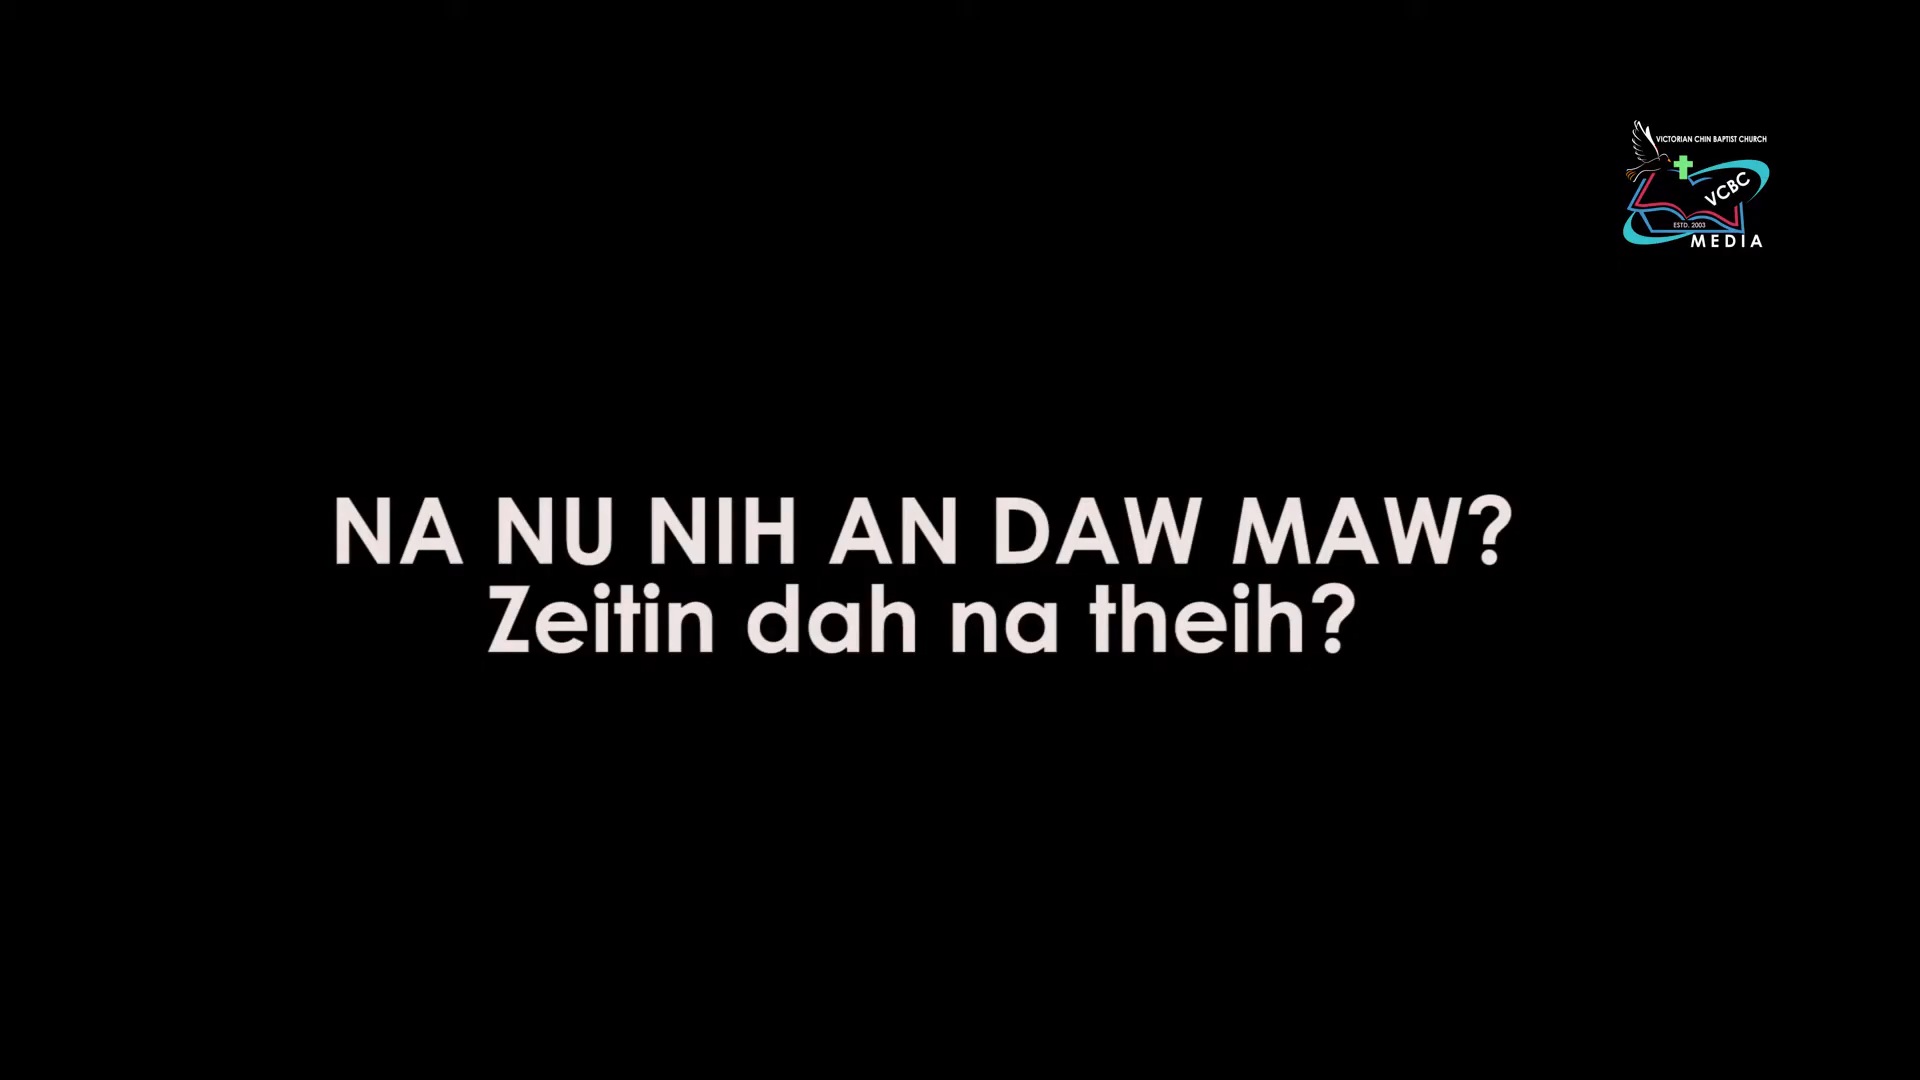 VICTORIAN CHIN BAPTIST CHURCH
VCBC
ESTD. 2003
MEDIA
NA NU NIH AN DAW MAW?
Zeitin dah na theih?